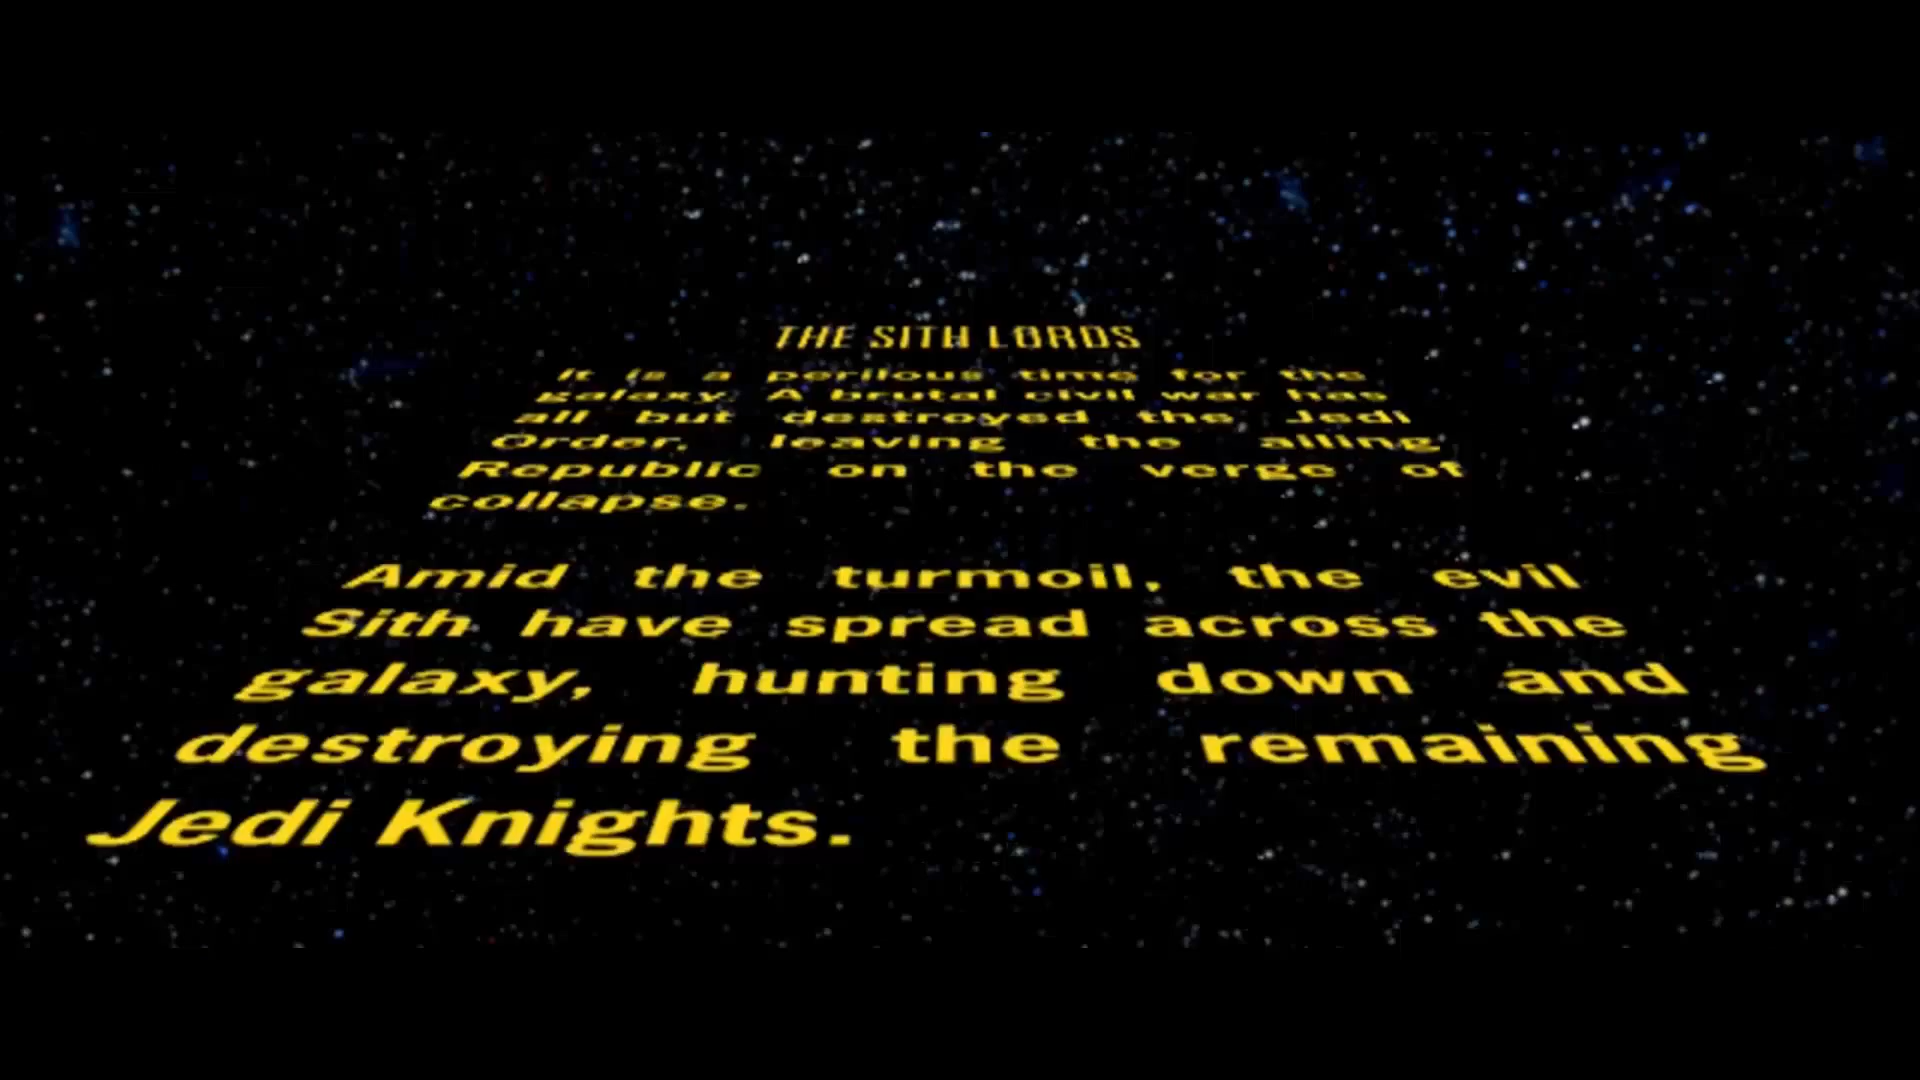 THE SITH LORDS
It is a perilous time for the
galaxy. A brutal civil war has
all but destroyed the Jedi
Order, leaving the ailing
Republic on the verge of
collapse.
Amid the turmoil, the evil
Sith have spread across the
galaxy, hunting down and
destroying the remaining
Jedi Knights.